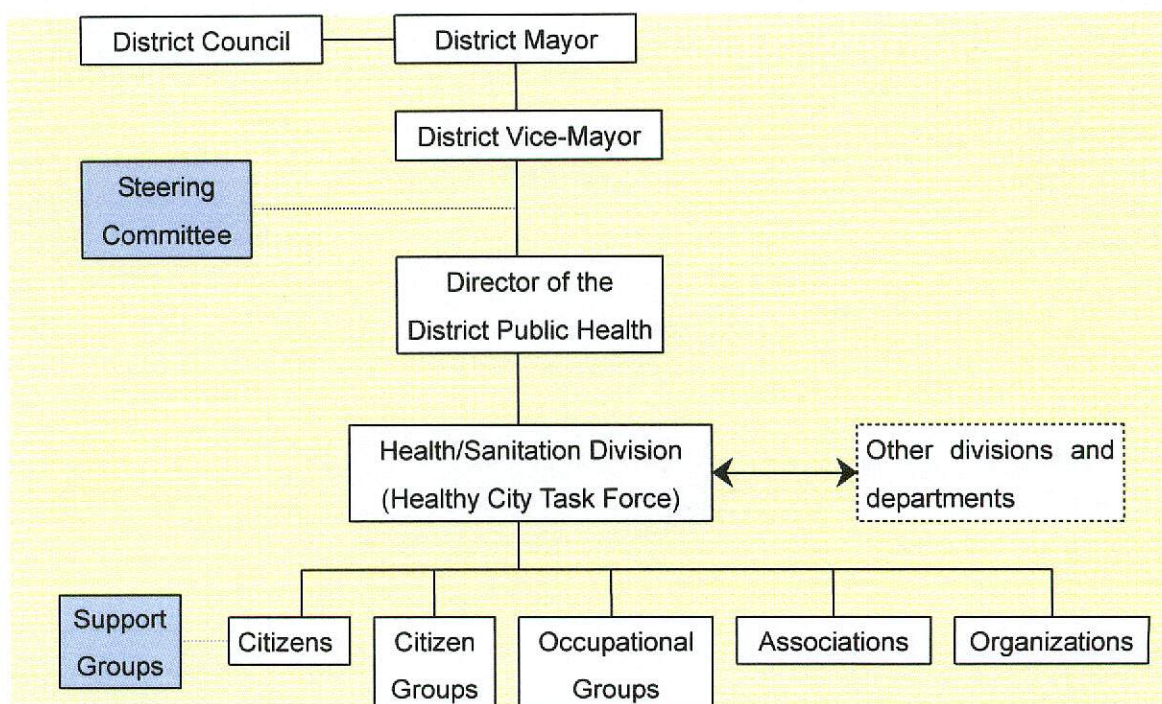 District Council
District Mayor
District Vice-Mayor
Steering
Committee
Director of the
District Public Health
Health/Sanitation Division
(Healthy City Task Force)
Other divisions and
departments
Support
Groups
Citizens
Citizen
Groups
Occupational
Groups
Associations
Organizations